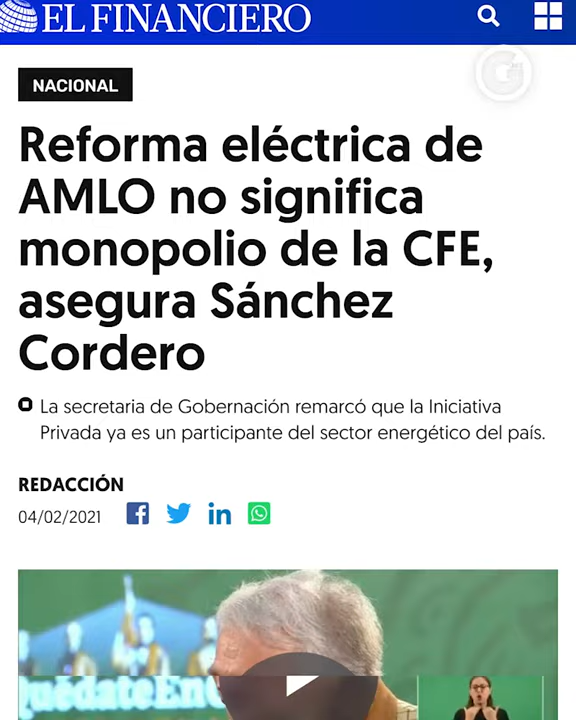 EL FINANCIERO
NACIONAL
Reforma eléctrica de
AMLO no significa
monopolio de la CFE,
asegura Sánchez
Cordero
La secretaria de Gobernación remarcó que la Iniciativa
Privada ya es un participante del sector energético del país.
REDACCIÓN
04/02/2021
QuédateEn